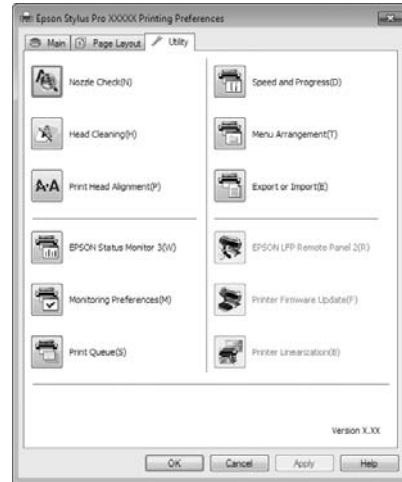 Epson Stylus Pro XXXXX Printing Preferences
Main
Page Layout
Utility
Nozzle Check(N)
Speed and Progress(D)
Head Cleaning(H)
Menu Arrangement(T)
Print Head Alignment(P)
Export or Import(E)
EPSON Status Monitor 3(W)
EPSON LFP Remote Panel 2(R)
Monitoring Preferences(M)
Printer Firmware Update(F)
Print Queue(S)
Printer Linearization(B)
Version X.XX
OK
Cancel
Apply
Help